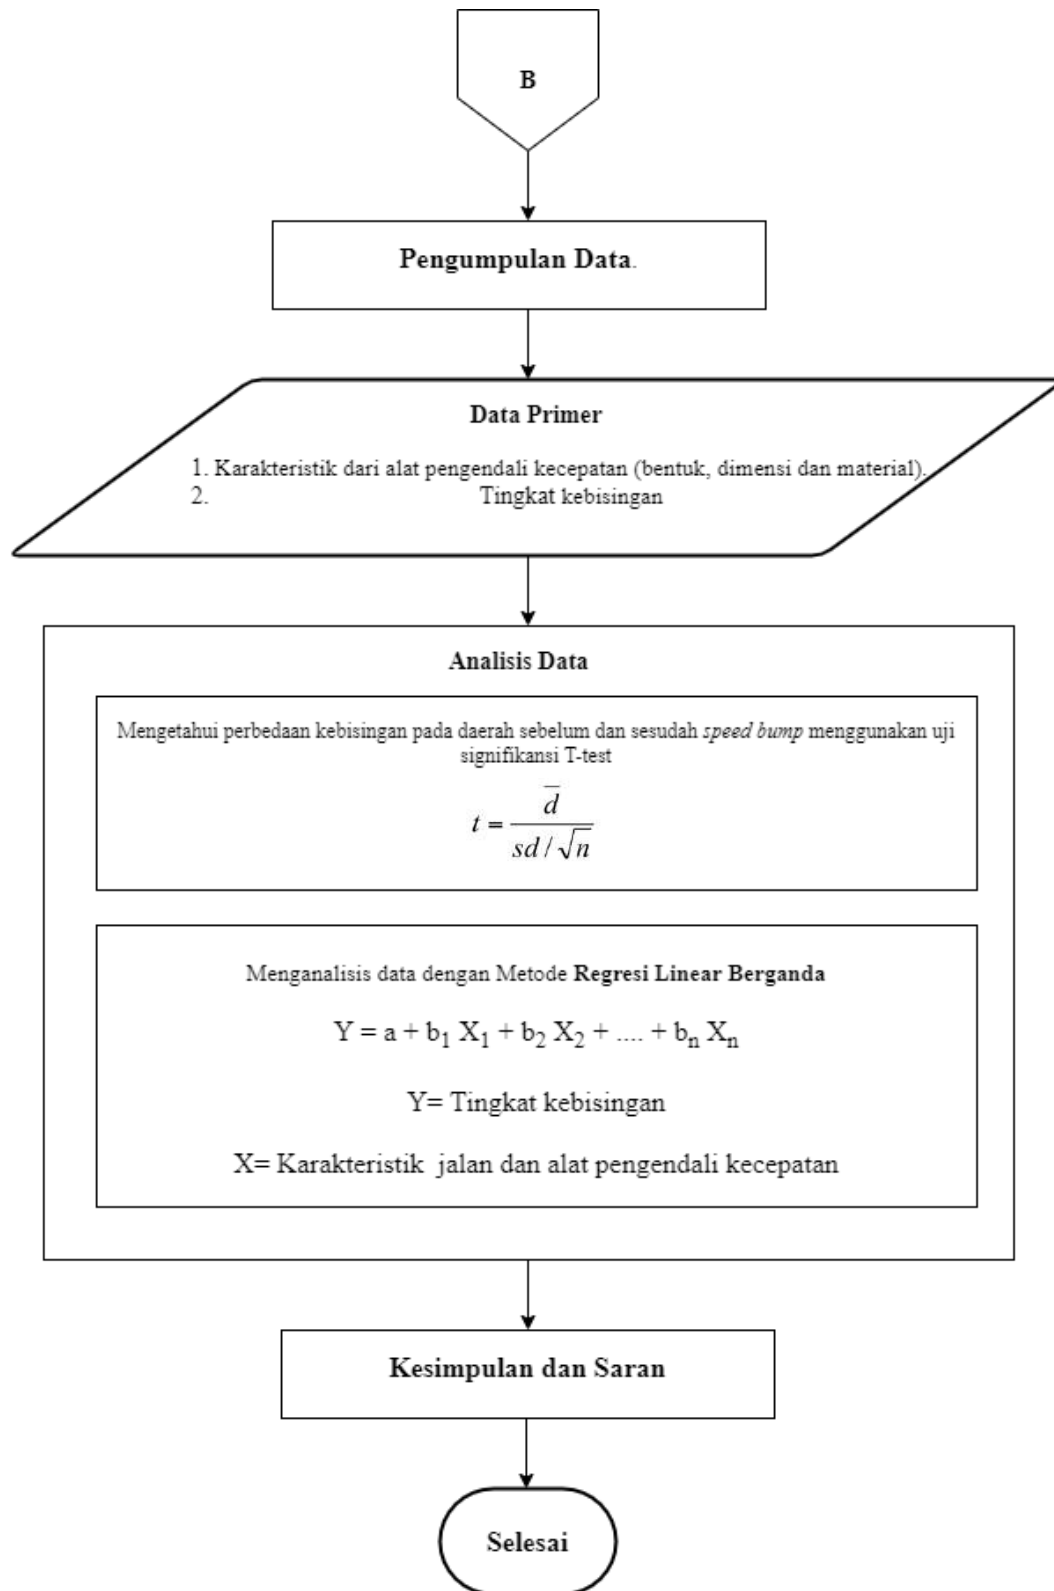 B
Pengumpulan Data.
Data Primer
1. Karakteristik dari alat pengendali kecepatan (bentuk, dimensi dan material).
2. Tingkat kebisingan
Analisis Data
Mengetahui perbedaan kebisingan pada daerah sebelum dan sesudah speed bump menggunakan uji
signifikansi T-test
t = d̅ / (sd / √n)
Menganalisis data dengan Metode Regresi Linear Berganda
Y = a + b₁ X₁ + b₂ X₂ + .... + bₙ Xₙ
Y= Tingkat kebisingan
X= Karakteristik jalan dan alat pengendali kecepatan
Kesimpulan dan Saran
Selesai